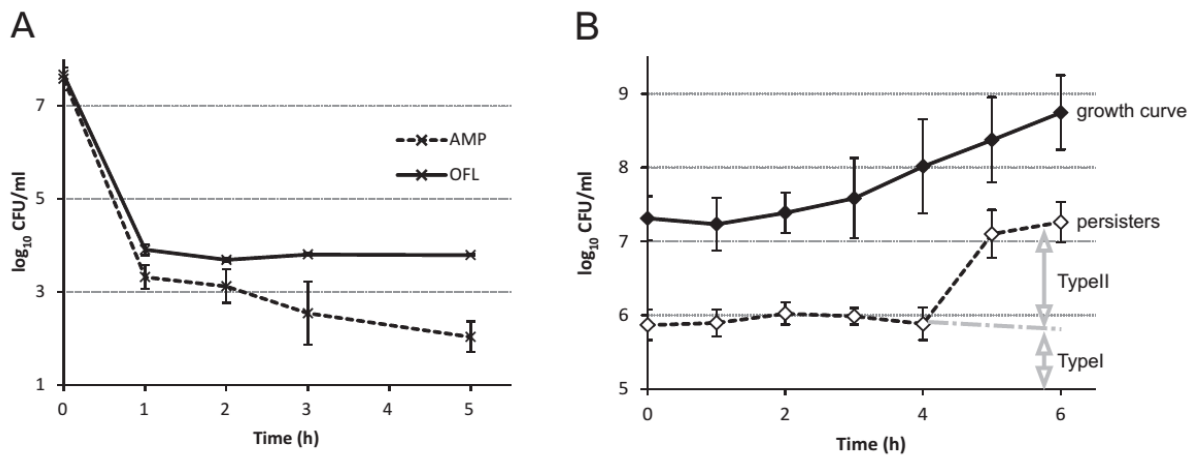 A
log10 CFU/ml
7
5
3
1
0 1 2 3 4 5
Time (h)
AMP
OFL
B
log10 CFU/ml
9
8
7
6
5
0 2 4 6
Time (h)
growth curve
persisters
TypeII
TypeI